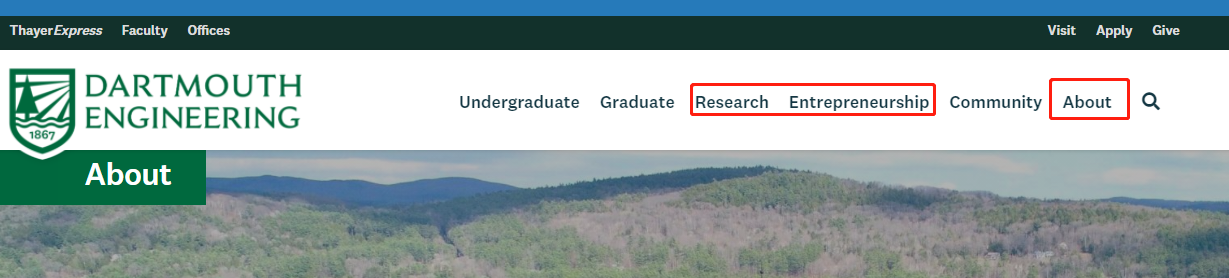 ThayerExpress Faculty Offices Visit Apply Give
DARTMOUTH
ENGINEERING
1867
Undergraduate Graduate Research Entrepreneurship Community About
About